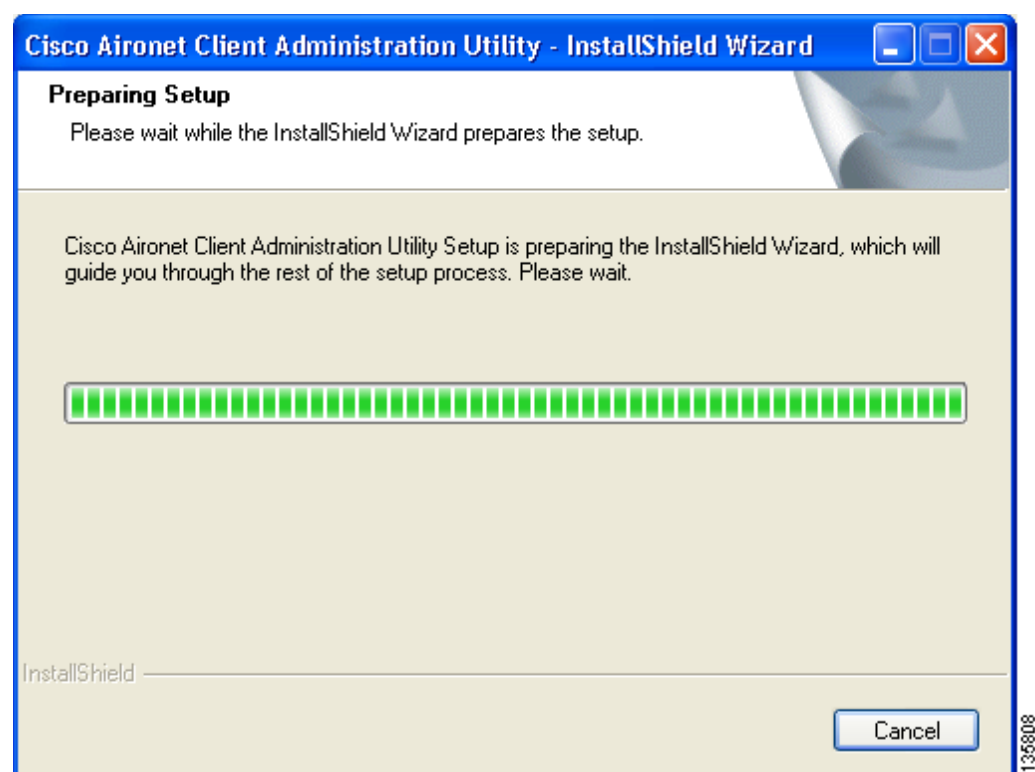 Cisco Aironet Client Administration Utility - InstallShield Wizard
Preparing Setup
Please wait while the InstallShield Wizard prepares the setup.
Cisco Aironet Client Administration Utility Setup is preparing the InstallShield Wizard, which will
guide you through the rest of the setup process. Please wait.
InstallShield
Cancel
135808